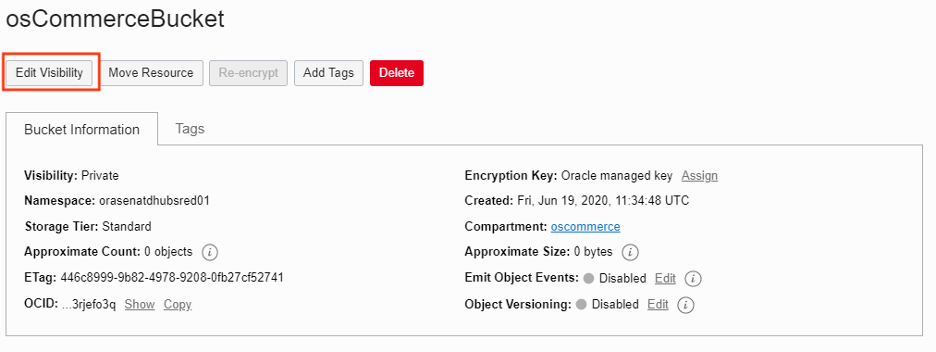 osCommerceBucket
Edit Visibility Move Resource Re-encrypt Add Tags Delete
Bucket Information Tags
Visibility: Private Encryption Key: Oracle managed key Assign
Namespace: orasenatdhubsred01 Created: Fri, Jun 19, 2020, 11:34:48 UTC
Storage Tier: Standard Compartment: oscommerce
Approximate Count: 0 objects i Approximate Size: 0 bytes i
ETag: 446c8999-9b82-4978-9208-0fb27cf52741 Emit Object Events: Disabled Edit i
OCID: ...3rjefo3q Show Copy Object Versioning: Disabled Edit i